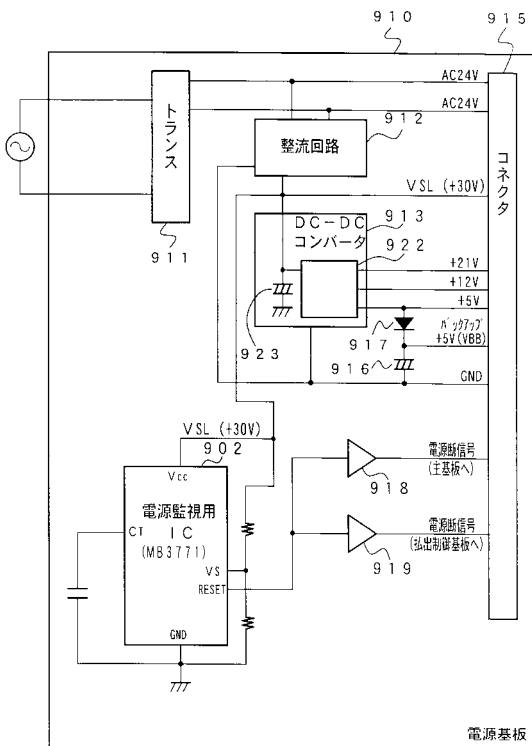 910
915
AC24V
AC24V
トランス
整流回路
912
コネクタ
911
VSL (+30V)
DC-DC
コンバータ
913
922
+21V
+12V
+5V
923
917
バックアップ
+5V(VBB)
916
GND
VSL (+30V)
902
Vcc
電源監視用
IC
(MB3771)
CT
VS
RESET
GND
電源断信号
(主基板へ)
918
電源断信号
(払出制御基板へ)
919
電源基板